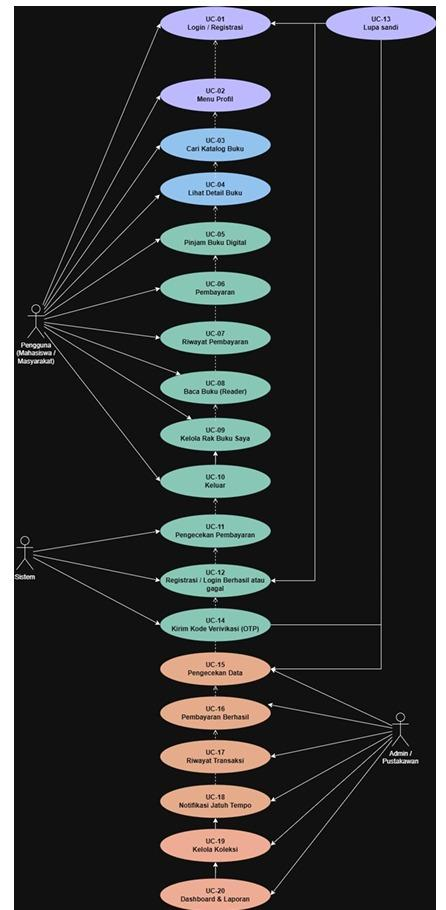 UC-01
Login / Registrasi
UC-13
Lupa sandi
UC-02
Menu Profil
UC-03
Cari Katalog Buku
UC-04
Lihat Detail Buku
UC-05
Pinjam Buku Digital
UC-06
Pembayaran
UC-07
Riwayat Pembayaran
Pengguna
(Mahasiswa /
Masyarakat)
UC-08
Baca Buku (Reader)
UC-09
Kelola Rak Buku Saya
UC-10
Keluar
UC-11
Pengecekan Pembayaran
Sistem
UC-12
Registrasi / Login Berhasil atau
gagal
UC-14
Kirim Kode Verivikasi (OTP)
UC-15
Pengecekan Data
UC-16
Pembayaran Berhasil
UC-17
Riwayat Transaksi
Admin /
Pustakawan
UC-18
Notifikasi Jatuh Tempo
UC-19
Kelola Koleksi
UC-20
Dashboard & Laporan